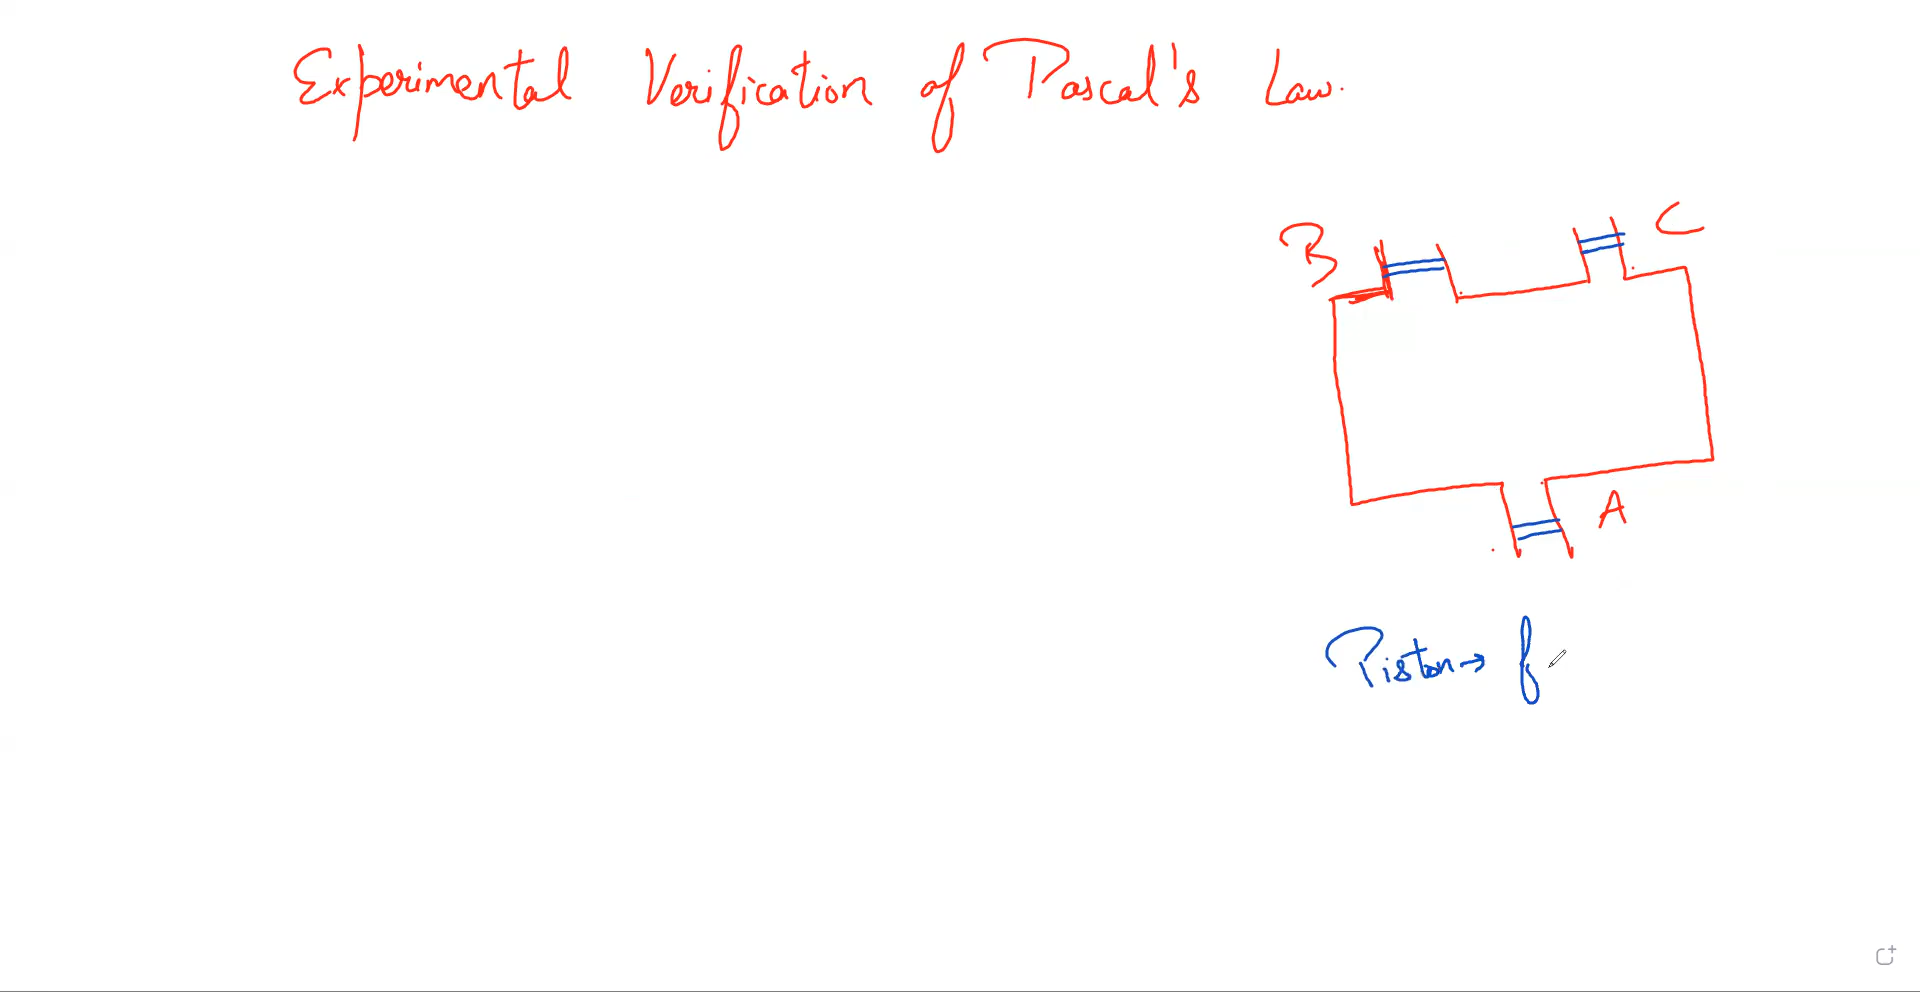 Experimental Verification of Pascal's Law.
B
C
A
Piston → f